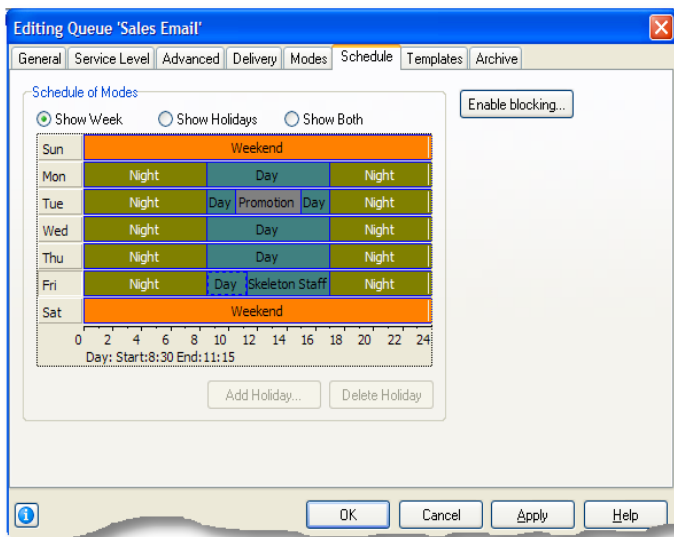 Editing Queue 'Sales Email'
General Service Level Advanced Delivery Modes Schedule Templates Archive
Schedule of Modes
Show Week Show Holidays Show Both
Enable blocking...
Sun Weekend
Mon Night Day Night
Tue Night Day Promotion Day Night
Wed Night Day Night
Thu Night Day Night
Fri Night Day Skeleton Staff Night
Sat Weekend
0 2 4 6 8 10 12 14 16 18 20 22 24
Day: Start:8:30 End:11:15
Add Holiday... Delete Holiday
OK Cancel Apply Help